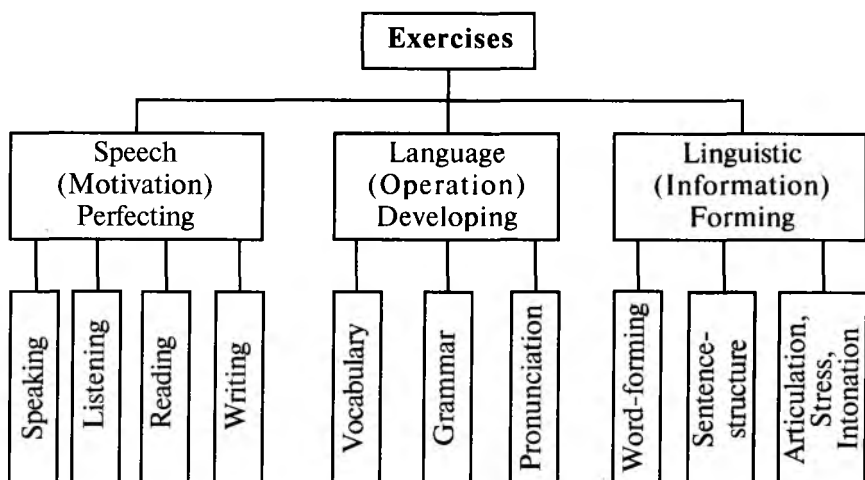 Exercises
Speech
(Motivation)
Perfecting
Language
(Operation)
Developing
Linguistic
(Information)
Forming
Speaking
Listening
Reading
Writing
Vocabulary
Grammar
Pronunciation
Word-forming
Sentence-
structure
Articulation,
Stress,
Intonation